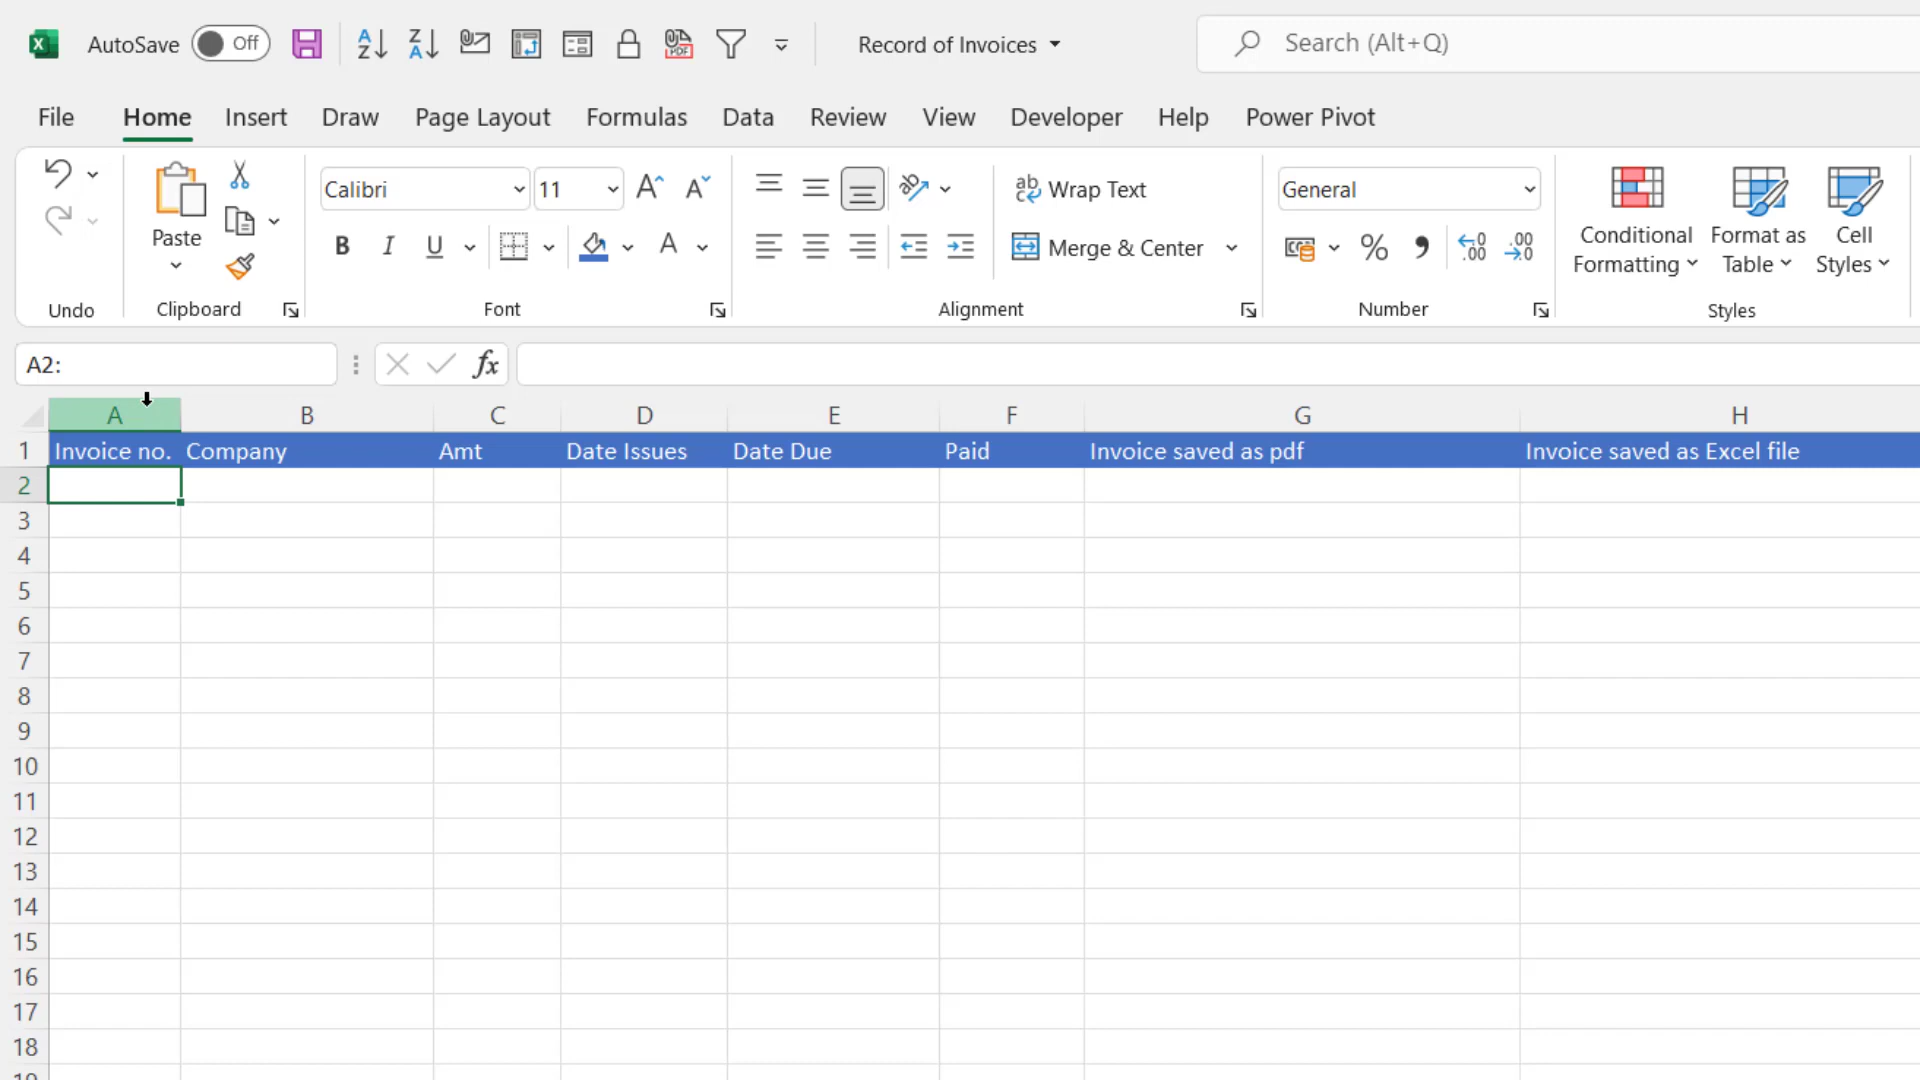 AutoSave Off Record of Invoices Search (Alt+Q)
File Home Insert Draw Page Layout Formulas Data Review View Developer Help Power Pivot
Calibri 11 Wrap Text General
Paste Merge & Center Conditional Formatting Format as Table Cell Styles
Undo Clipboard Font Alignment Number Styles
A2:
A B C D E F G H
1 Invoice no. Company Amt Date Issues Date Due Paid Invoice saved as pdf Invoice saved as Excel file
2
3
4
5
6
7
8
9
10
11
12
13
14
15
16
17
18